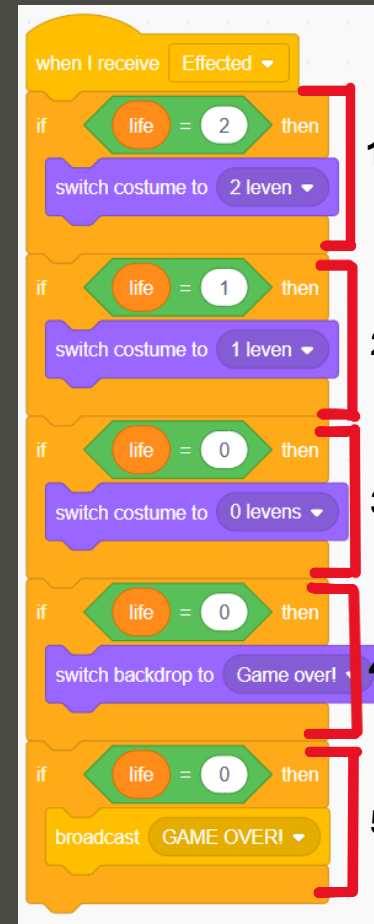 when I receive Effected
if life = 2 then
1
switch costume to 2 leven
if life = 1 then
2
switch costume to 1 leven
if life = 0 then
3
switch costume to 0 levens
if life = 0 then
4
switch backdrop to Game over!
if life = 0 then
5
broadcast GAME OVER!